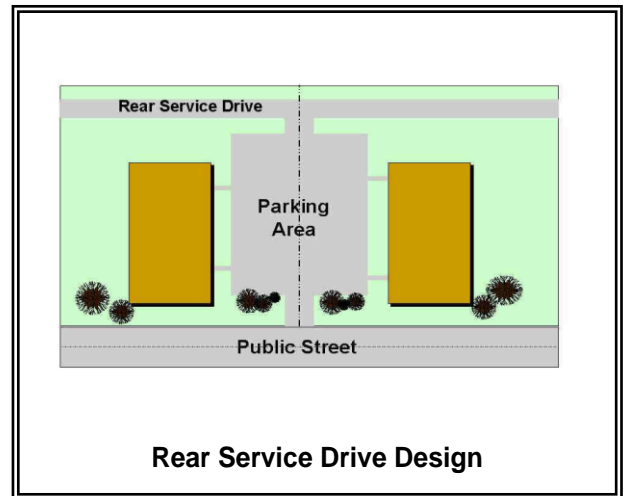 Rear Service Drive
Parking
Area
Public Street
Rear Service Drive Design